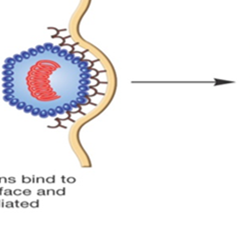 ns bind to
face and
iated